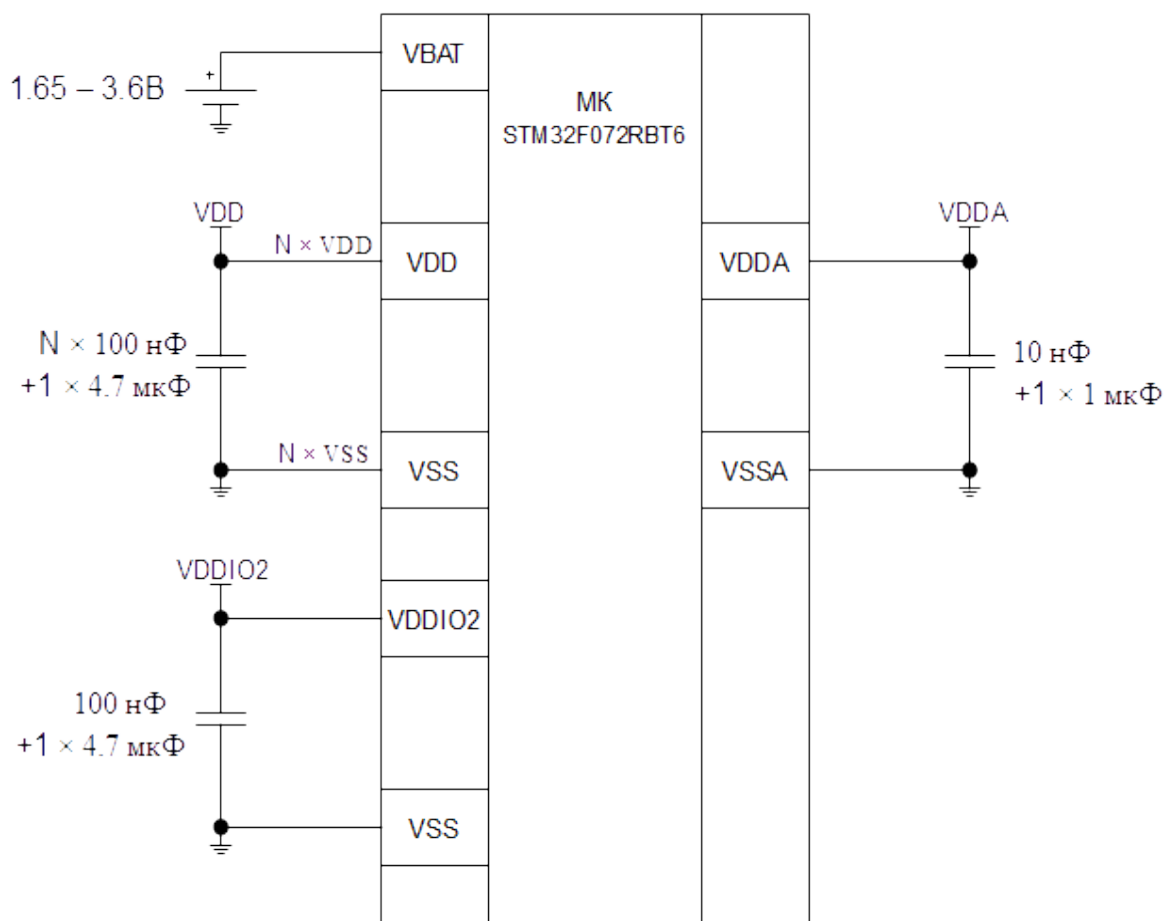 VBAT
1.65 – 3.6В
МК
STM32F072RBT6
VDD
N × VDD
VDD
VDDA
VDDA
N × 100 нФ
+1 × 4.7 мкФ
10 нФ
+1 × 1 мкФ
N × VSS
VSS
VSSA
VDDIO2
VDDIO2
100 нФ
+1 × 4.7 мкФ
VSS